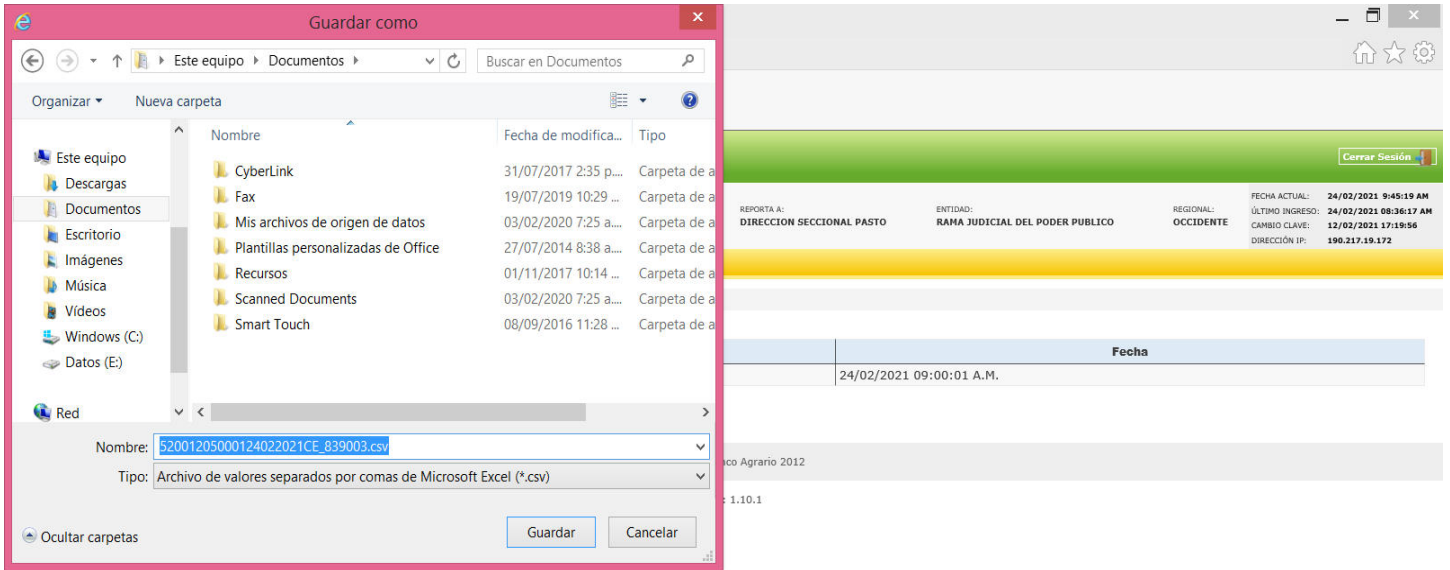 Guardar como
Este equipo Documentos
Buscar en Documentos
Organizar
Nueva carpeta
Nombre Fecha de modifica... Tipo
Este equipo
Descargas
Documentos
Escritorio
Imágenes
Música
Vídeos
Windows (C:)
Datos (E:)
Red
CyberLink 31/07/2017 2:35 p.... Carpeta de a
Fax 19/07/2019 10:29 ... Carpeta de a
Mis archivos de origen de datos 03/02/2020 7:25 a.... Carpeta de a
Plantillas personalizadas de Office 27/07/2014 8:38 a.... Carpeta de a
Recursos 01/11/2017 10:14 ... Carpeta de a
Scanned Documents 03/02/2020 7:25 a.... Carpeta de a
Smart Touch 08/09/2016 11:28 ... Carpeta de a
Nombre: 52001205000124022021CE_839003.csv
Tipo: Archivo de valores separados por comas de Microsoft Excel (*.csv)
Ocultar carpetas
Guardar
Cancelar
Cerrar Sesión
REPORTA A:
DIRECCION SECCIONAL PASTO
ENTIDAD:
RAMA JUDICIAL DEL PODER PUBLICO
REGIONAL:
OCCIDENTE
FECHA ACTUAL: 24/02/2021 9:45:19 AM
ÚLTIMO INGRESO: 24/02/2021 08:36:17 AM
CAMBIO CLAVE: 12/02/2021 17:19:56
DIRECCIÓN IP: 190.217.19.172
Fecha
24/02/2021 09:00:01 A.M.
nco Agrario 2012
: 1.10.1